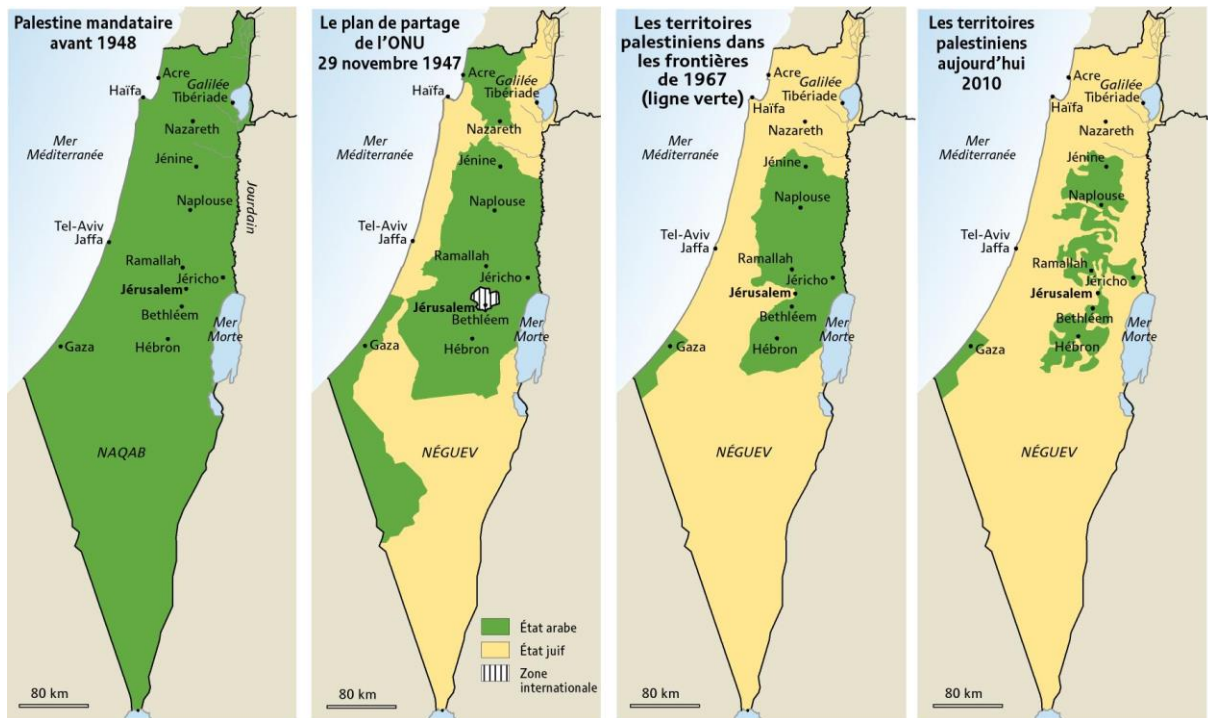 Palestine mandataire
avant 1948
Acre
Haïfa
Galilée
Tibériade
Nazareth
Mer
Méditerranée
Jénine
Jourdain
Naplouse
Tel-Aviv
Jaffa
Ramallah
Jéricho
Jérusalem
Bethléem
Mer
Morte
Gaza
Hébron
NAQAB
80 km
Le plan de partage
de l'ONU
29 novembre 1947
Acre
Haïfa
Galilée
Tibériade
Nazareth
Mer
Méditerranée
Jénine
Naplouse
Tel-Aviv
Jaffa
Ramallah
Jéricho
Jérusalem
Bethléem
Mer
Morte
Gaza
Hébron
NÉGUEV
État arabe
État juif
Zone
internationale
80 km
Les territoires
palestiniens dans
les frontières
de 1967
(ligne verte)
Acre
Haïfa
Galilée
Tibériade
Nazareth
Mer
Méditerranée
Jénine
Naplouse
Tel-Aviv
Jaffa
Ramallah
Jéricho
Jérusalem
Bethléem
Mer
Morte
Gaza
Hébron
NÉGUEV
80 km
Les territoires
palestiniens
aujourd'hui
2010
Acre
Haïfa
Galilée
Tibériade
Nazareth
Mer
Méditerranée
Jénine
Naplouse
Tel-Aviv
Jaffa
Ramallah
Jéricho
Jérusalem
Bethléem
Mer
Morte
Gaza
Hébron
NÉGUEV
80 km